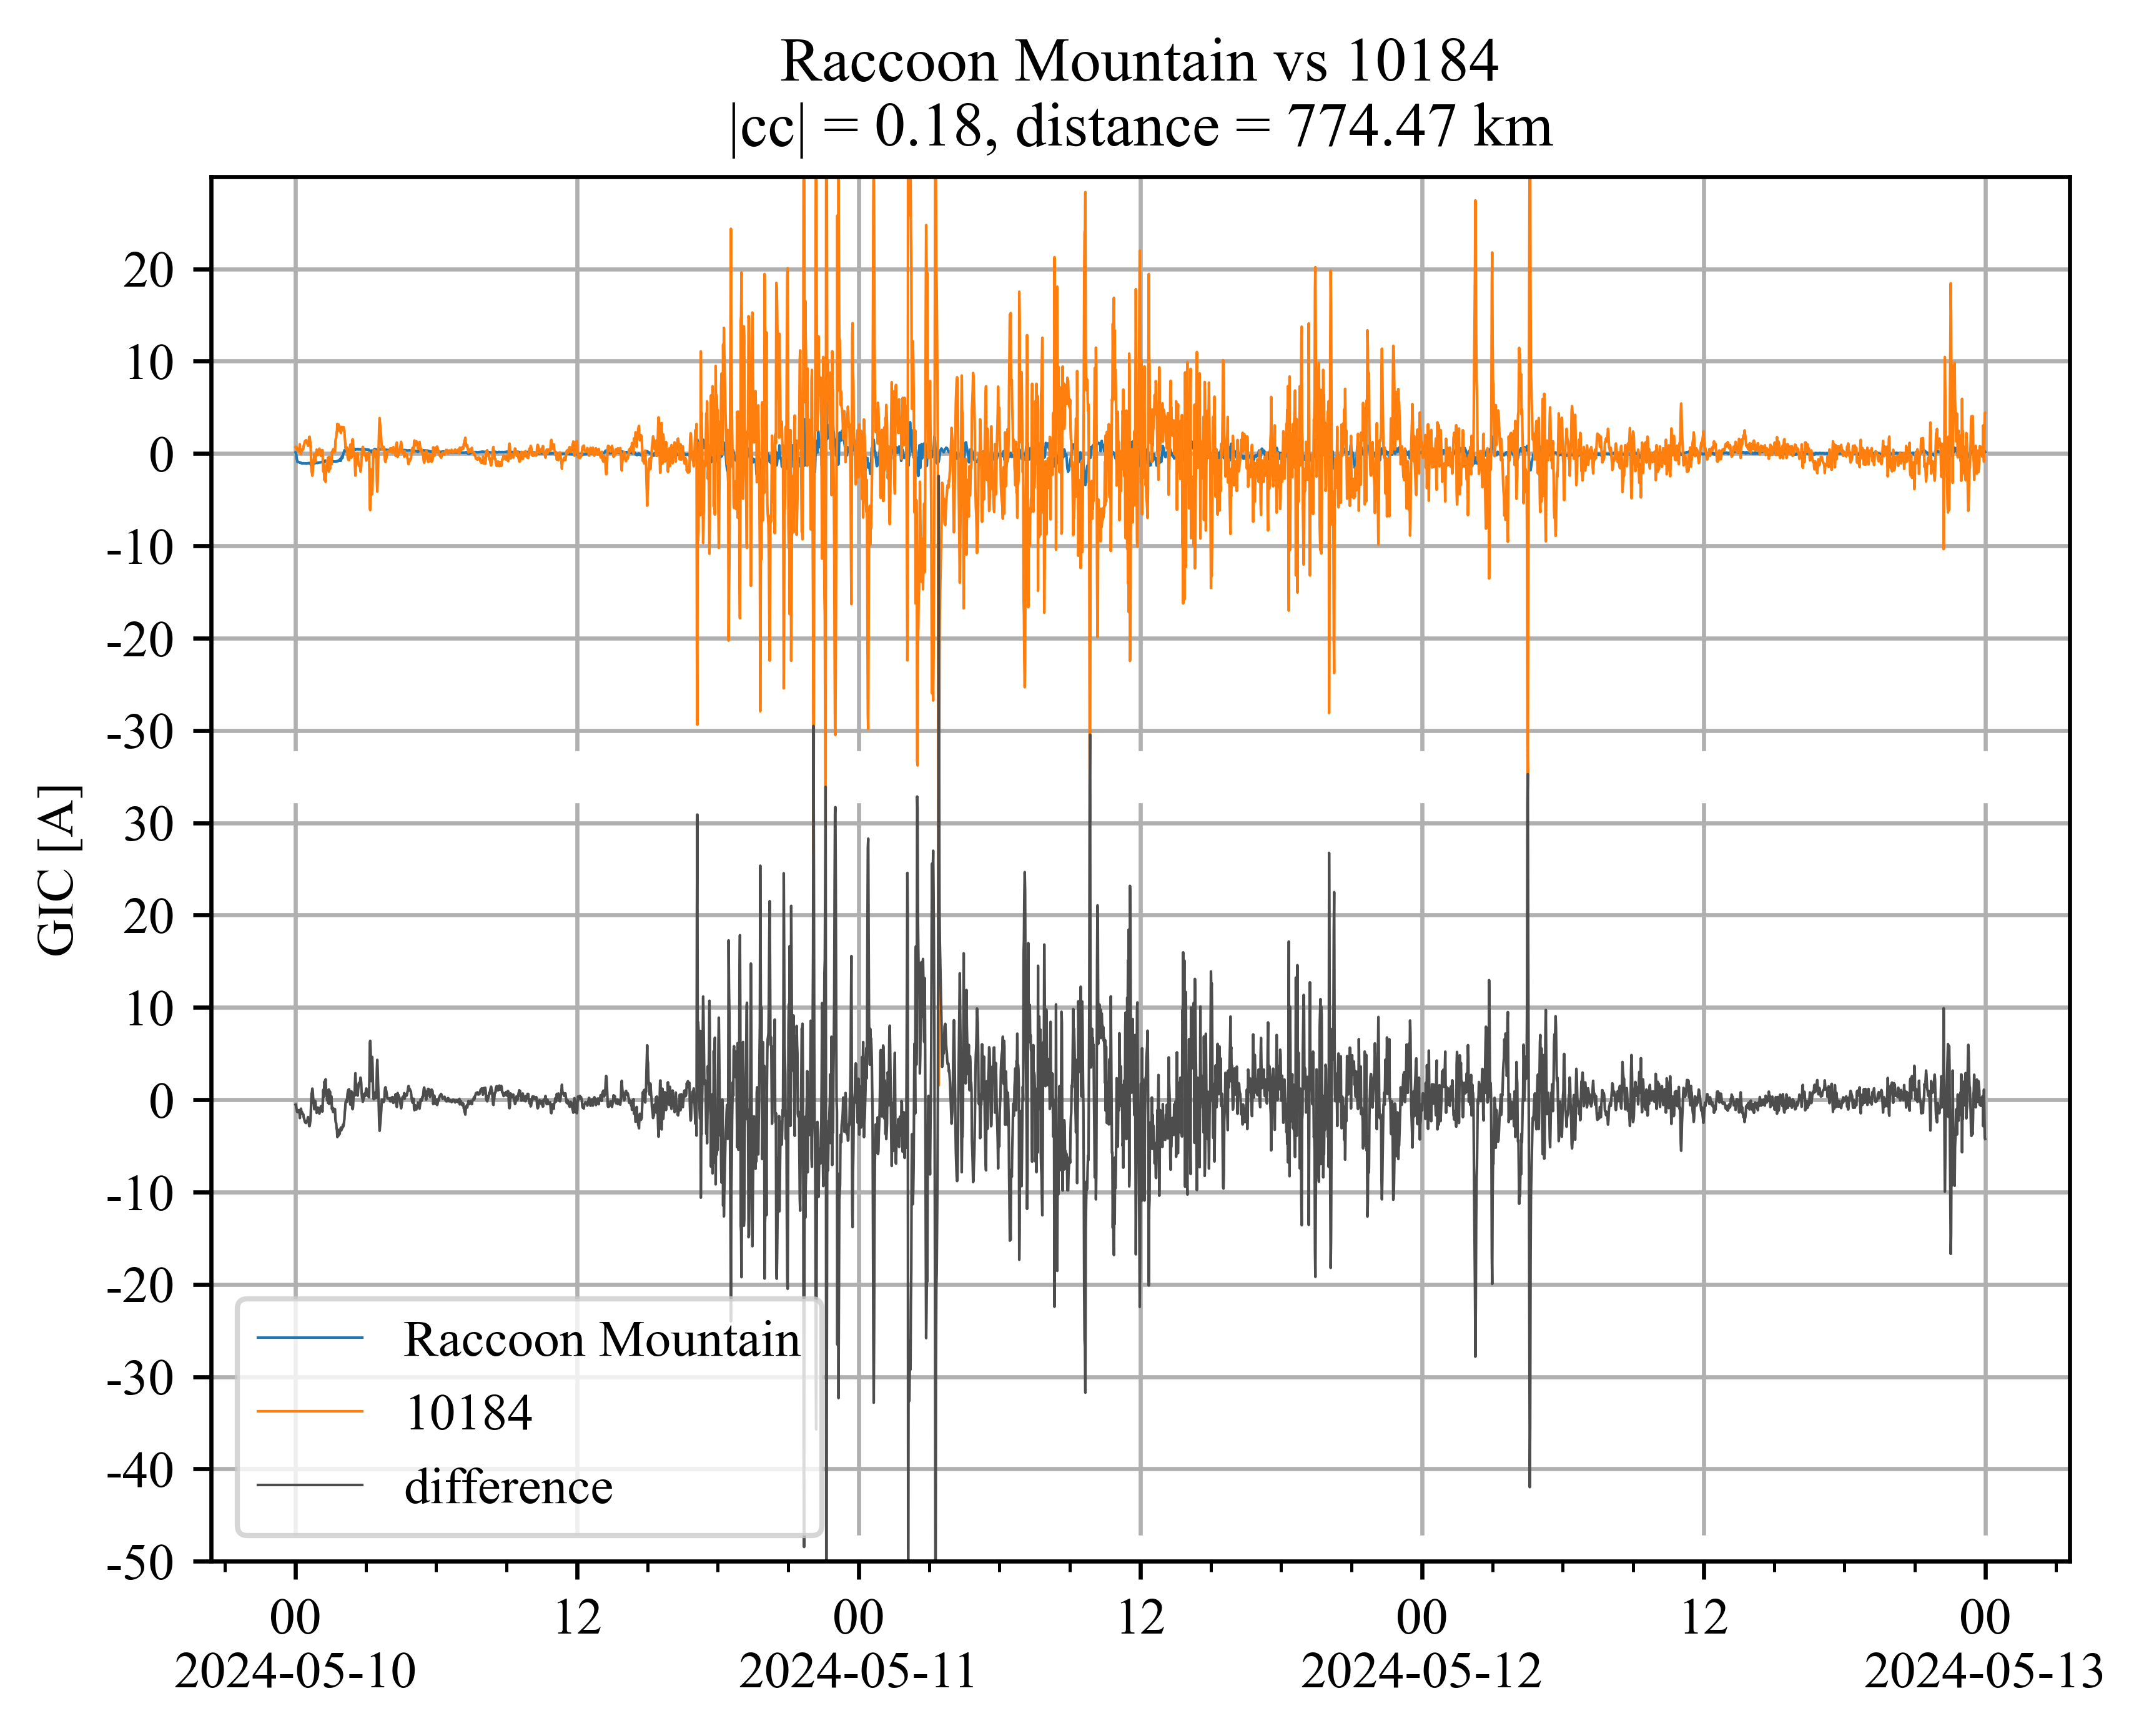 Raccoon Mountain vs 10184
|cc| = 0.18, distance = 774.47 km
GIC [A]
20
10
0
-10
-20
-30
30
20
10
0
-10
-20
-30
-40
-50
Raccoon Mountain
10184
difference
00 12 00 12 00 12 00
2024-05-10 2024-05-11 2024-05-12 2024-05-13